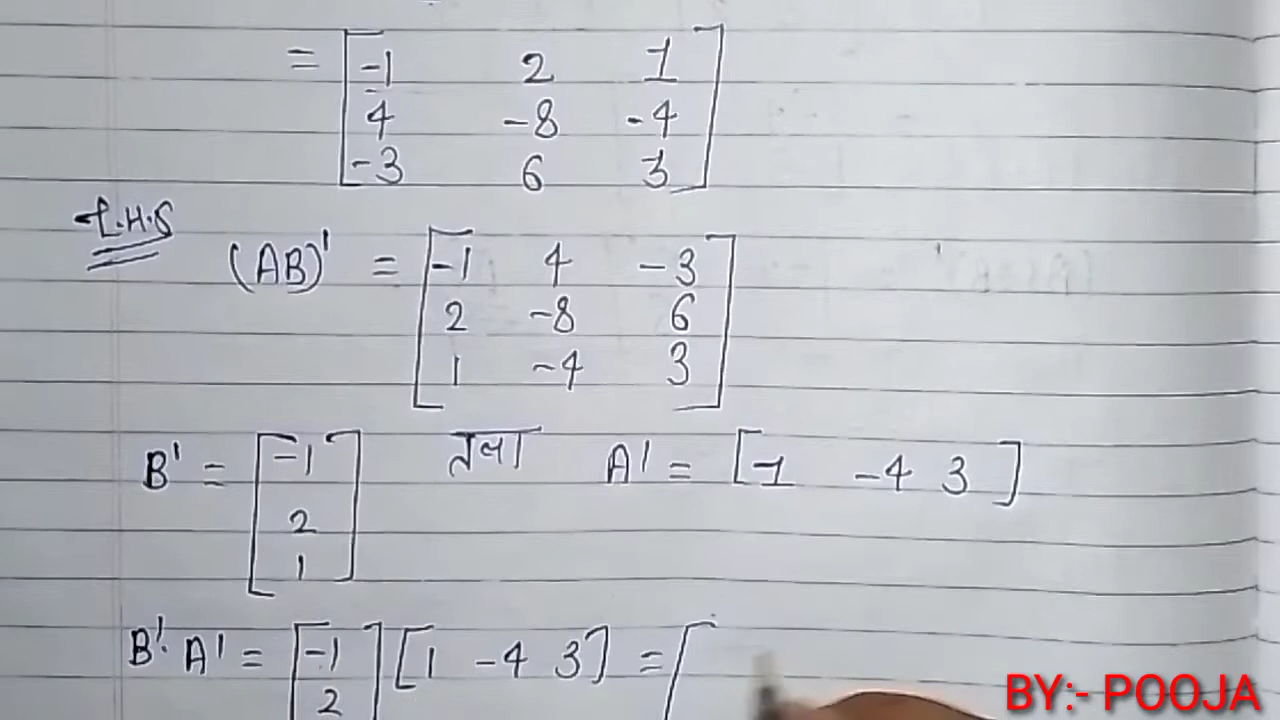 = [ -1 2 1
4 -8 -4
-3 6 3 ]
L.H.S
(AB)' = [ -1 4 -3
2 -8 6
1 -4 3 ]
B' = [ -1
2
1 ] तथा A' = [ 1 -4 3 ]
B'. A' = [ -1
2 ] [ 1 -4 3 ] = [
BY:- POOJA